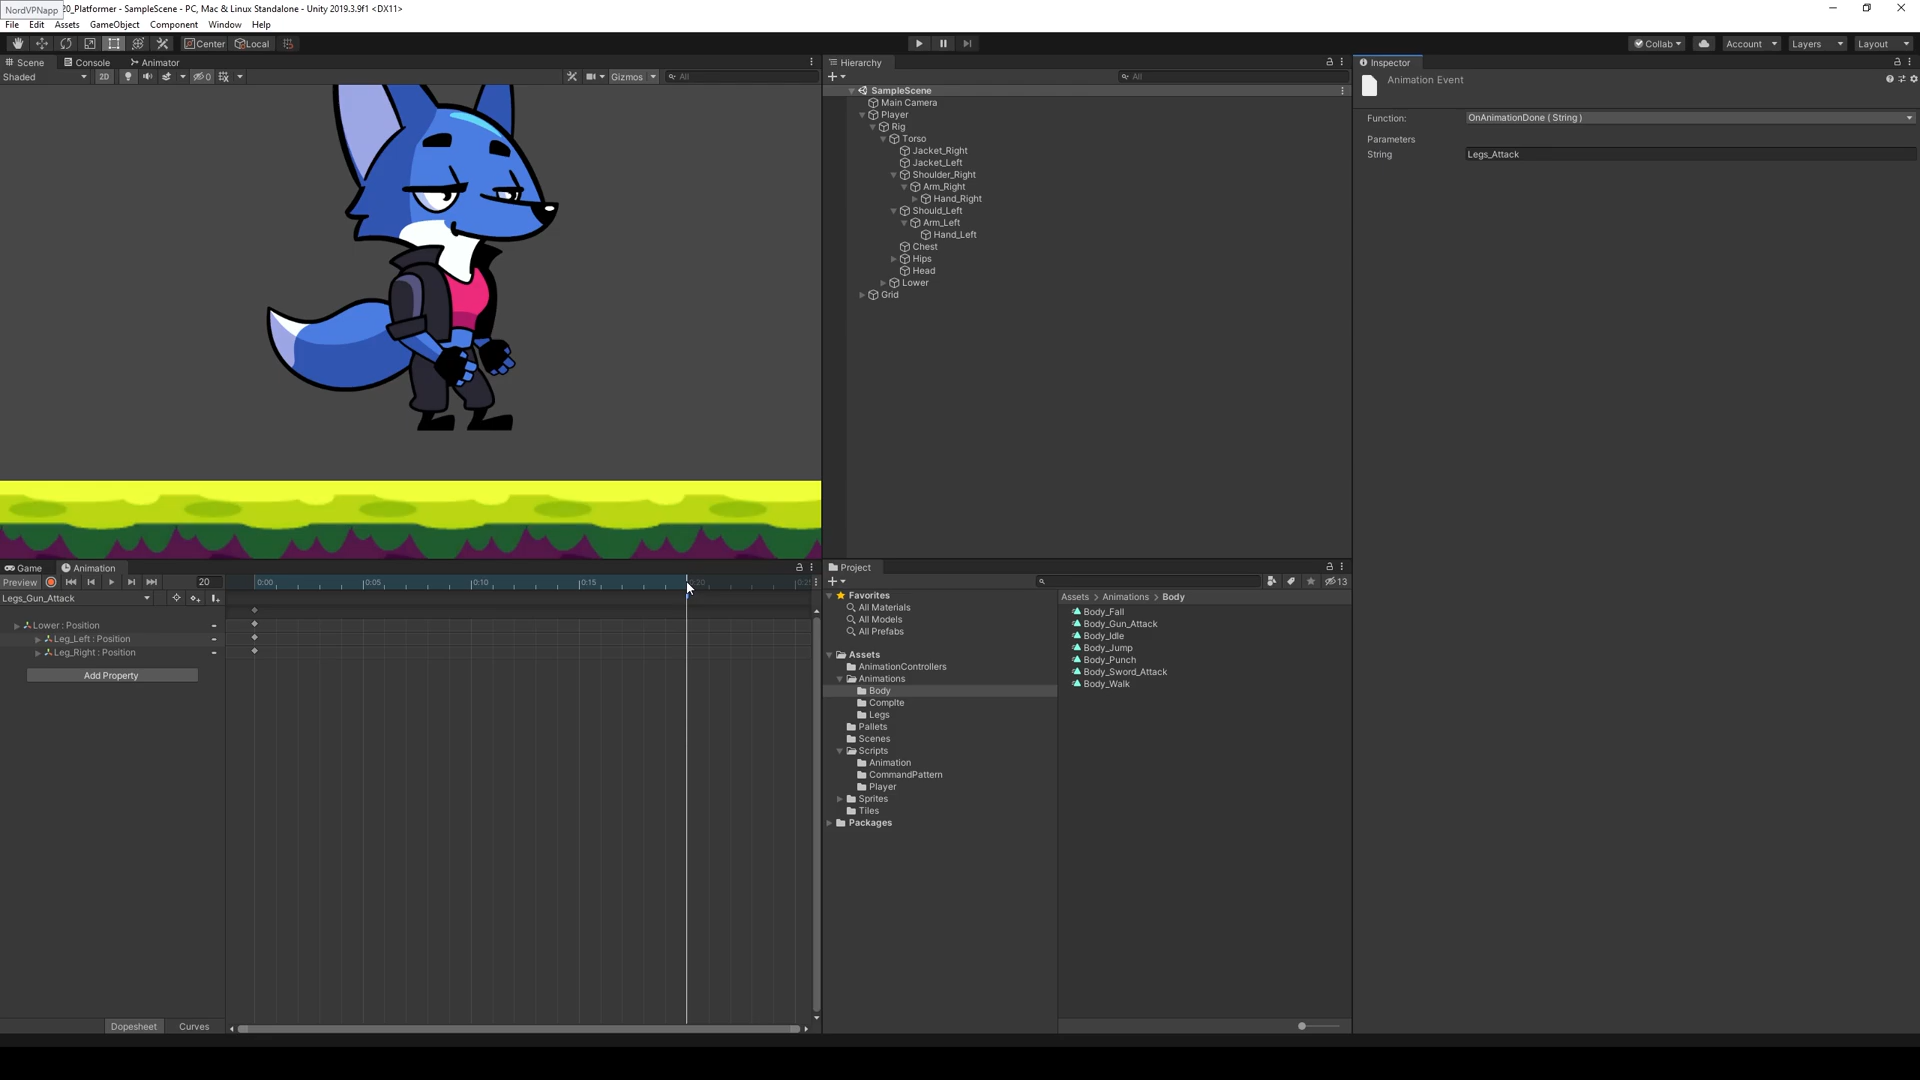 NordVPNapp 20_Platformer - SampleScene - PC, Mac & Linux Standalone - Unity 2019.3.9f1 <DX11>
File Edit Assets GameObject Component Window Help
Center Local
Collab Account Layers Layout
Scene Console Animator
Shaded 2D 0 Gizmos All
Hierarchy
All
SampleScene
Main Camera
Player
Rig
Torso
Jacket_Right
Jacket_Left
Shoulder_Right
Arm_Right
Hand_Right
Should_Left
Arm_Left
Hand_Left
Chest
Hips
Head
Lower
Grid
Inspector
Animation Event
Function: OnAnimationDone ( String )
Parameters
String Legs_Attack
Game Animation
Preview 20 0:00 0:05 0:10 0:15 0:20
Legs_Gun_Attack
Lower : Position
Leg_Left : Position
Leg_Right : Position
Add Property
Dopesheet Curves
Project
13
Favorites
All Materials
All Models
All Prefabs
Assets
AnimationControllers
Animations
Body
Complte
Legs
Pallets
Scenes
Scripts
Animation
CommandPattern
Player
Sprites
Tiles
Packages
Assets > Animations > Body
Body_Fall
Body_Gun_Attack
Body_Idle
Body_Jump
Body_Punch
Body_Sword_Attack
Body_Walk